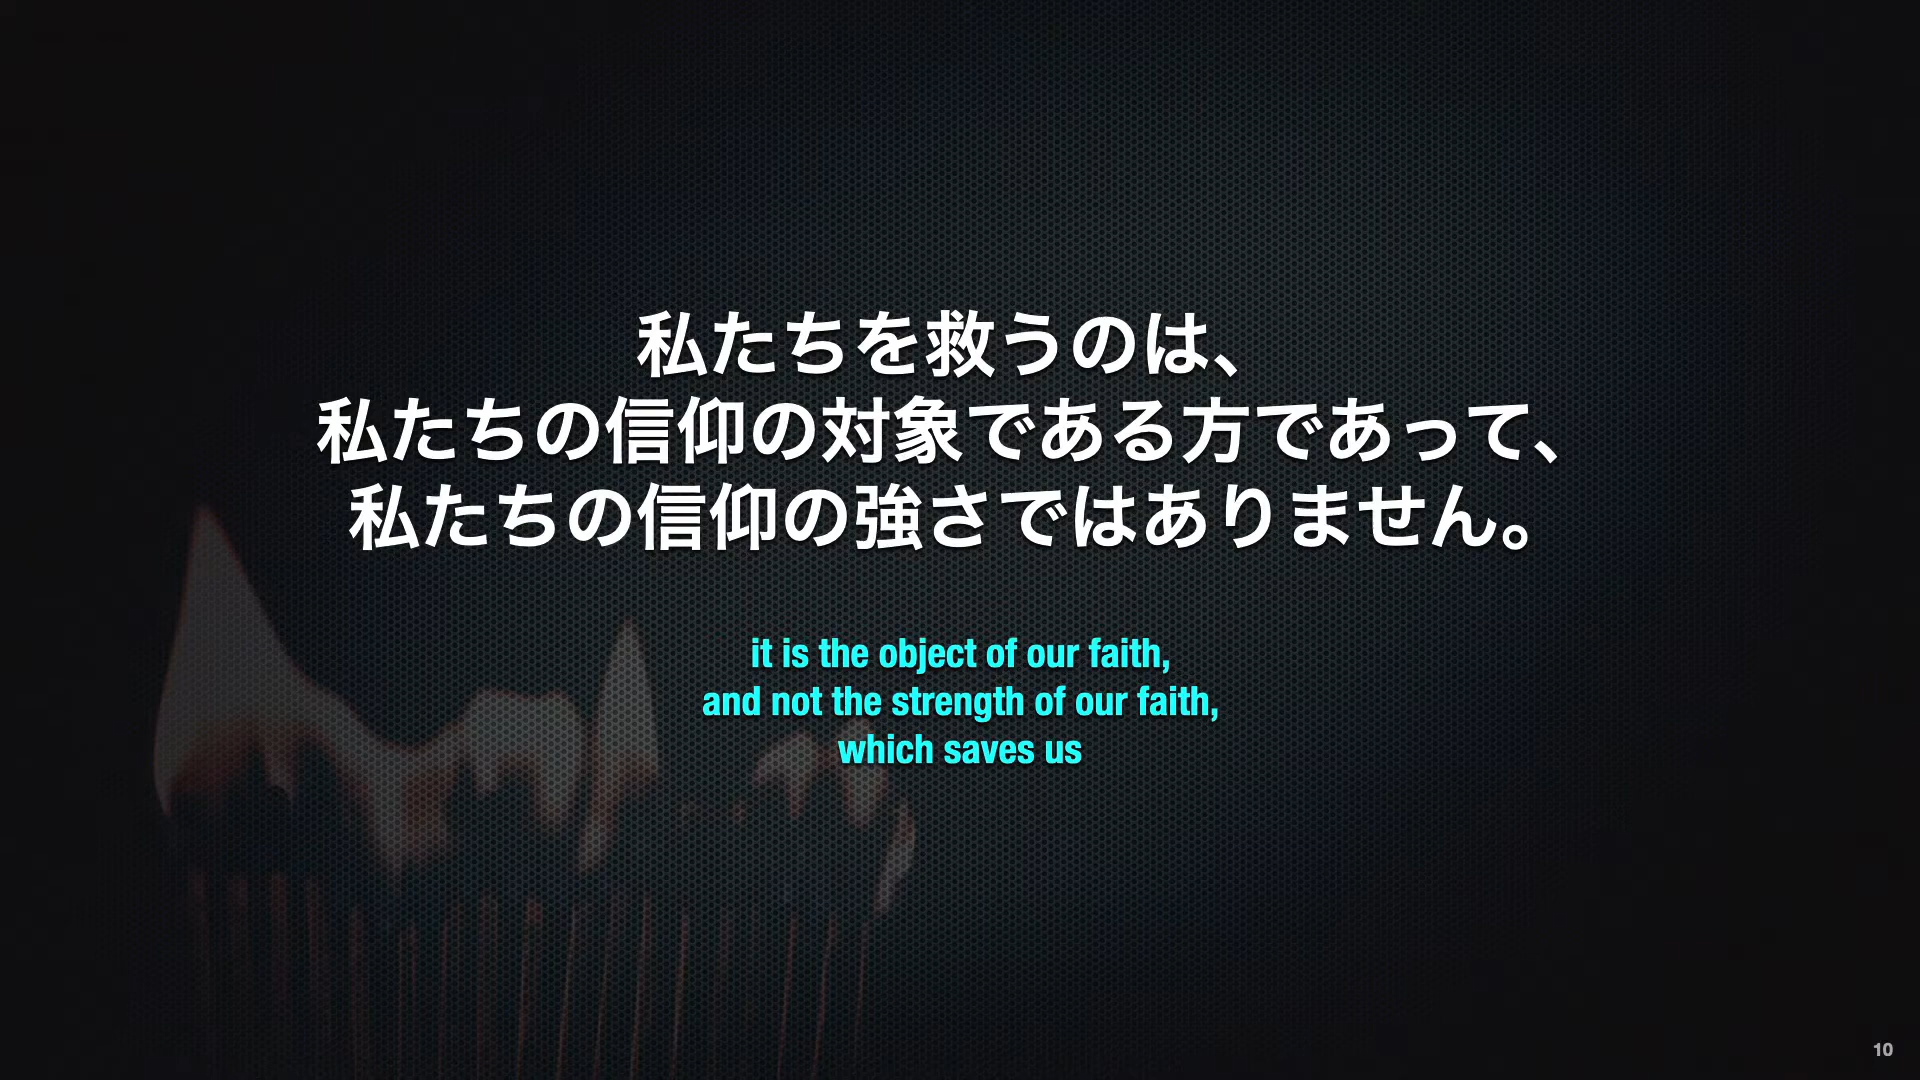 私たちを救うのは、
私たちの信仰の対象である方であって、
私たちの信仰の強さではありません。
it is the object of our faith,
and not the strength of our faith,
which saves us
10